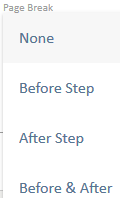 Page Break
None
Before Step
After Step
Before & After